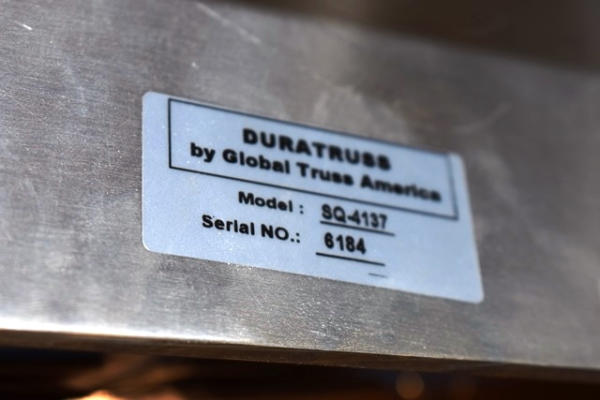 DURATRUSS
by Global Truss America
Model : SQ-4137
Serial NO.: 6184